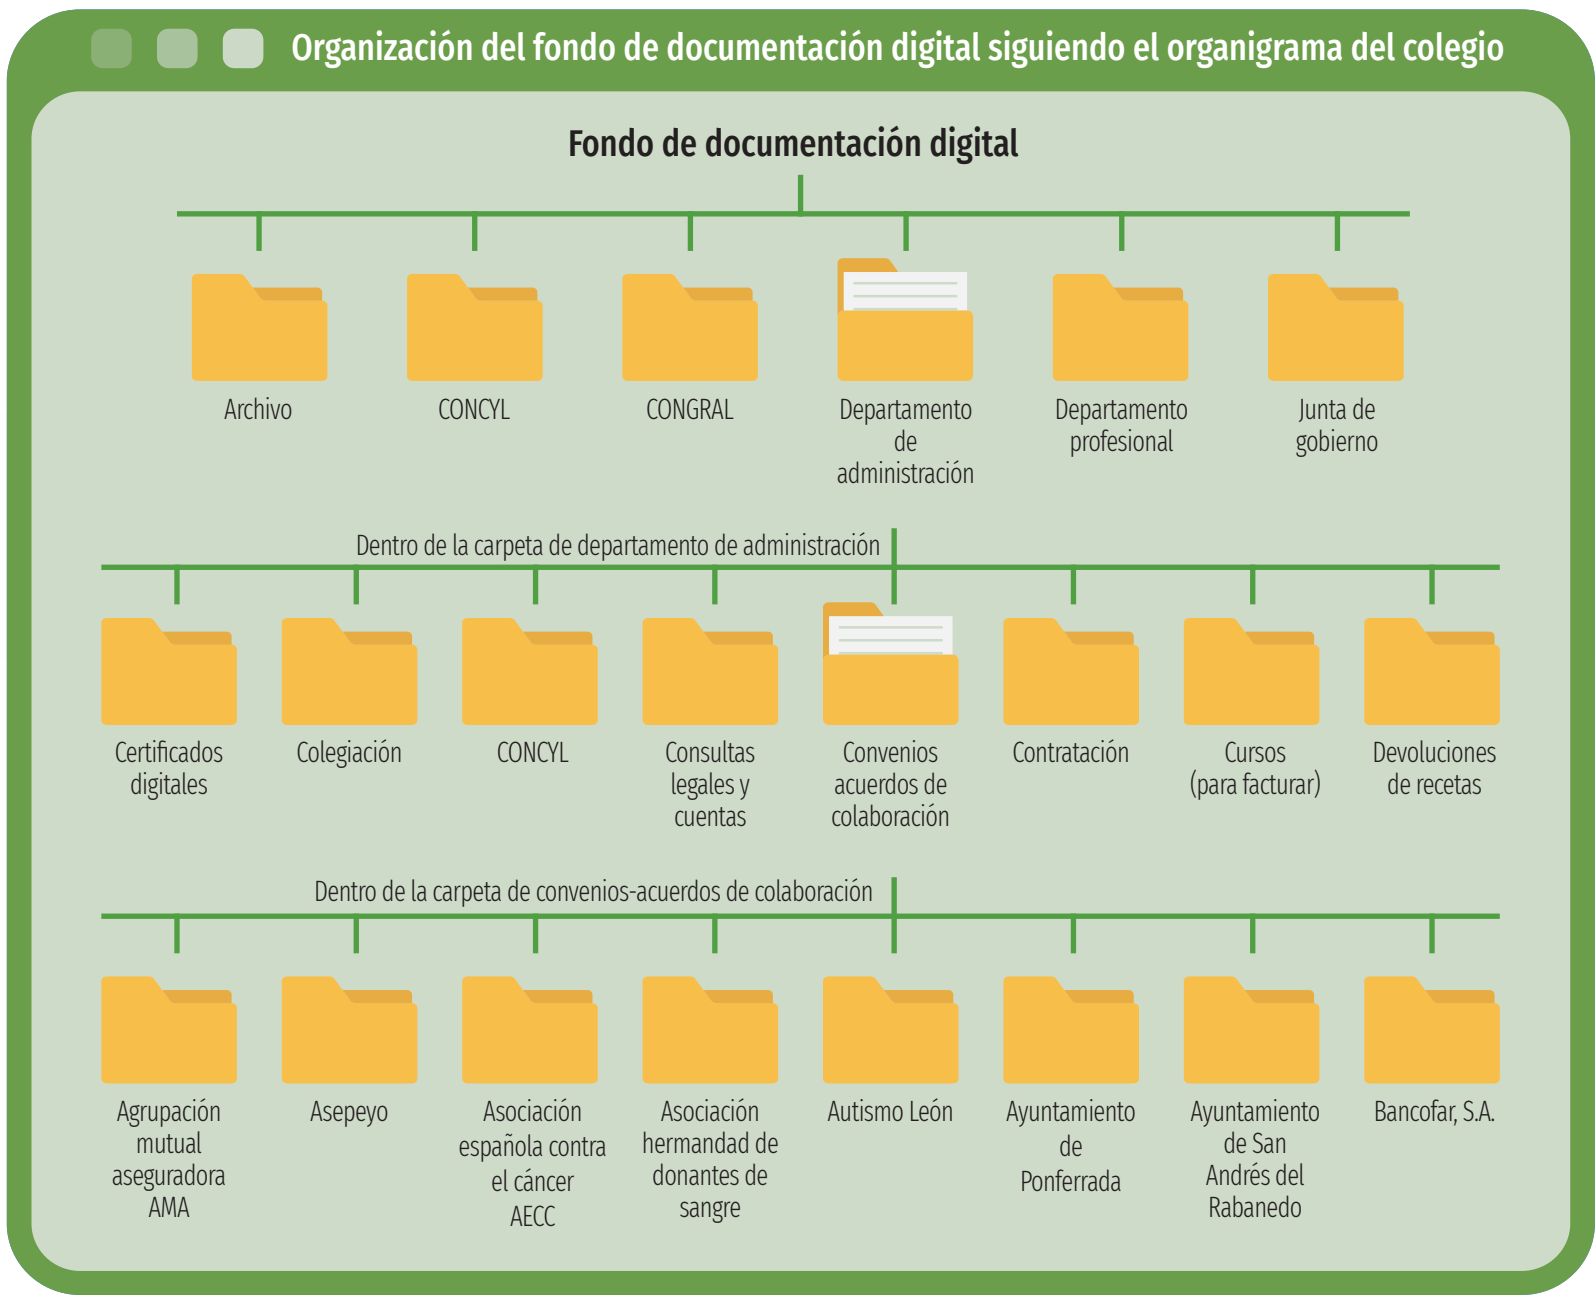 Organización del fondo de documentación digital siguiendo el organigrama del colegio
Fondo de documentación digital
Archivo
CONCYL
CONGRAL
Departamento
de
administración
Departamento
profesional
Junta de
gobierno
Dentro de la carpeta de departamento de administración
Certificados
digitales
Colegiación
CONCYL
Consultas
legales y
cuentas
Convenios
acuerdos de
colaboración
Contratación
Cursos
(para facturar)
Devoluciones
de recetas
Dentro de la carpeta de convenios-acuerdos de colaboración
Agrupación
mutual
aseguradora
AMA
Asepeyo
Asociación
española contra
el cáncer
AECC
Asociación
hermandad de
donantes de
sangre
Autismo León
Ayuntamiento
de
Ponferrada
Ayuntamiento
de San
Andrés del
Rabanedo
Bancofar, S.A.